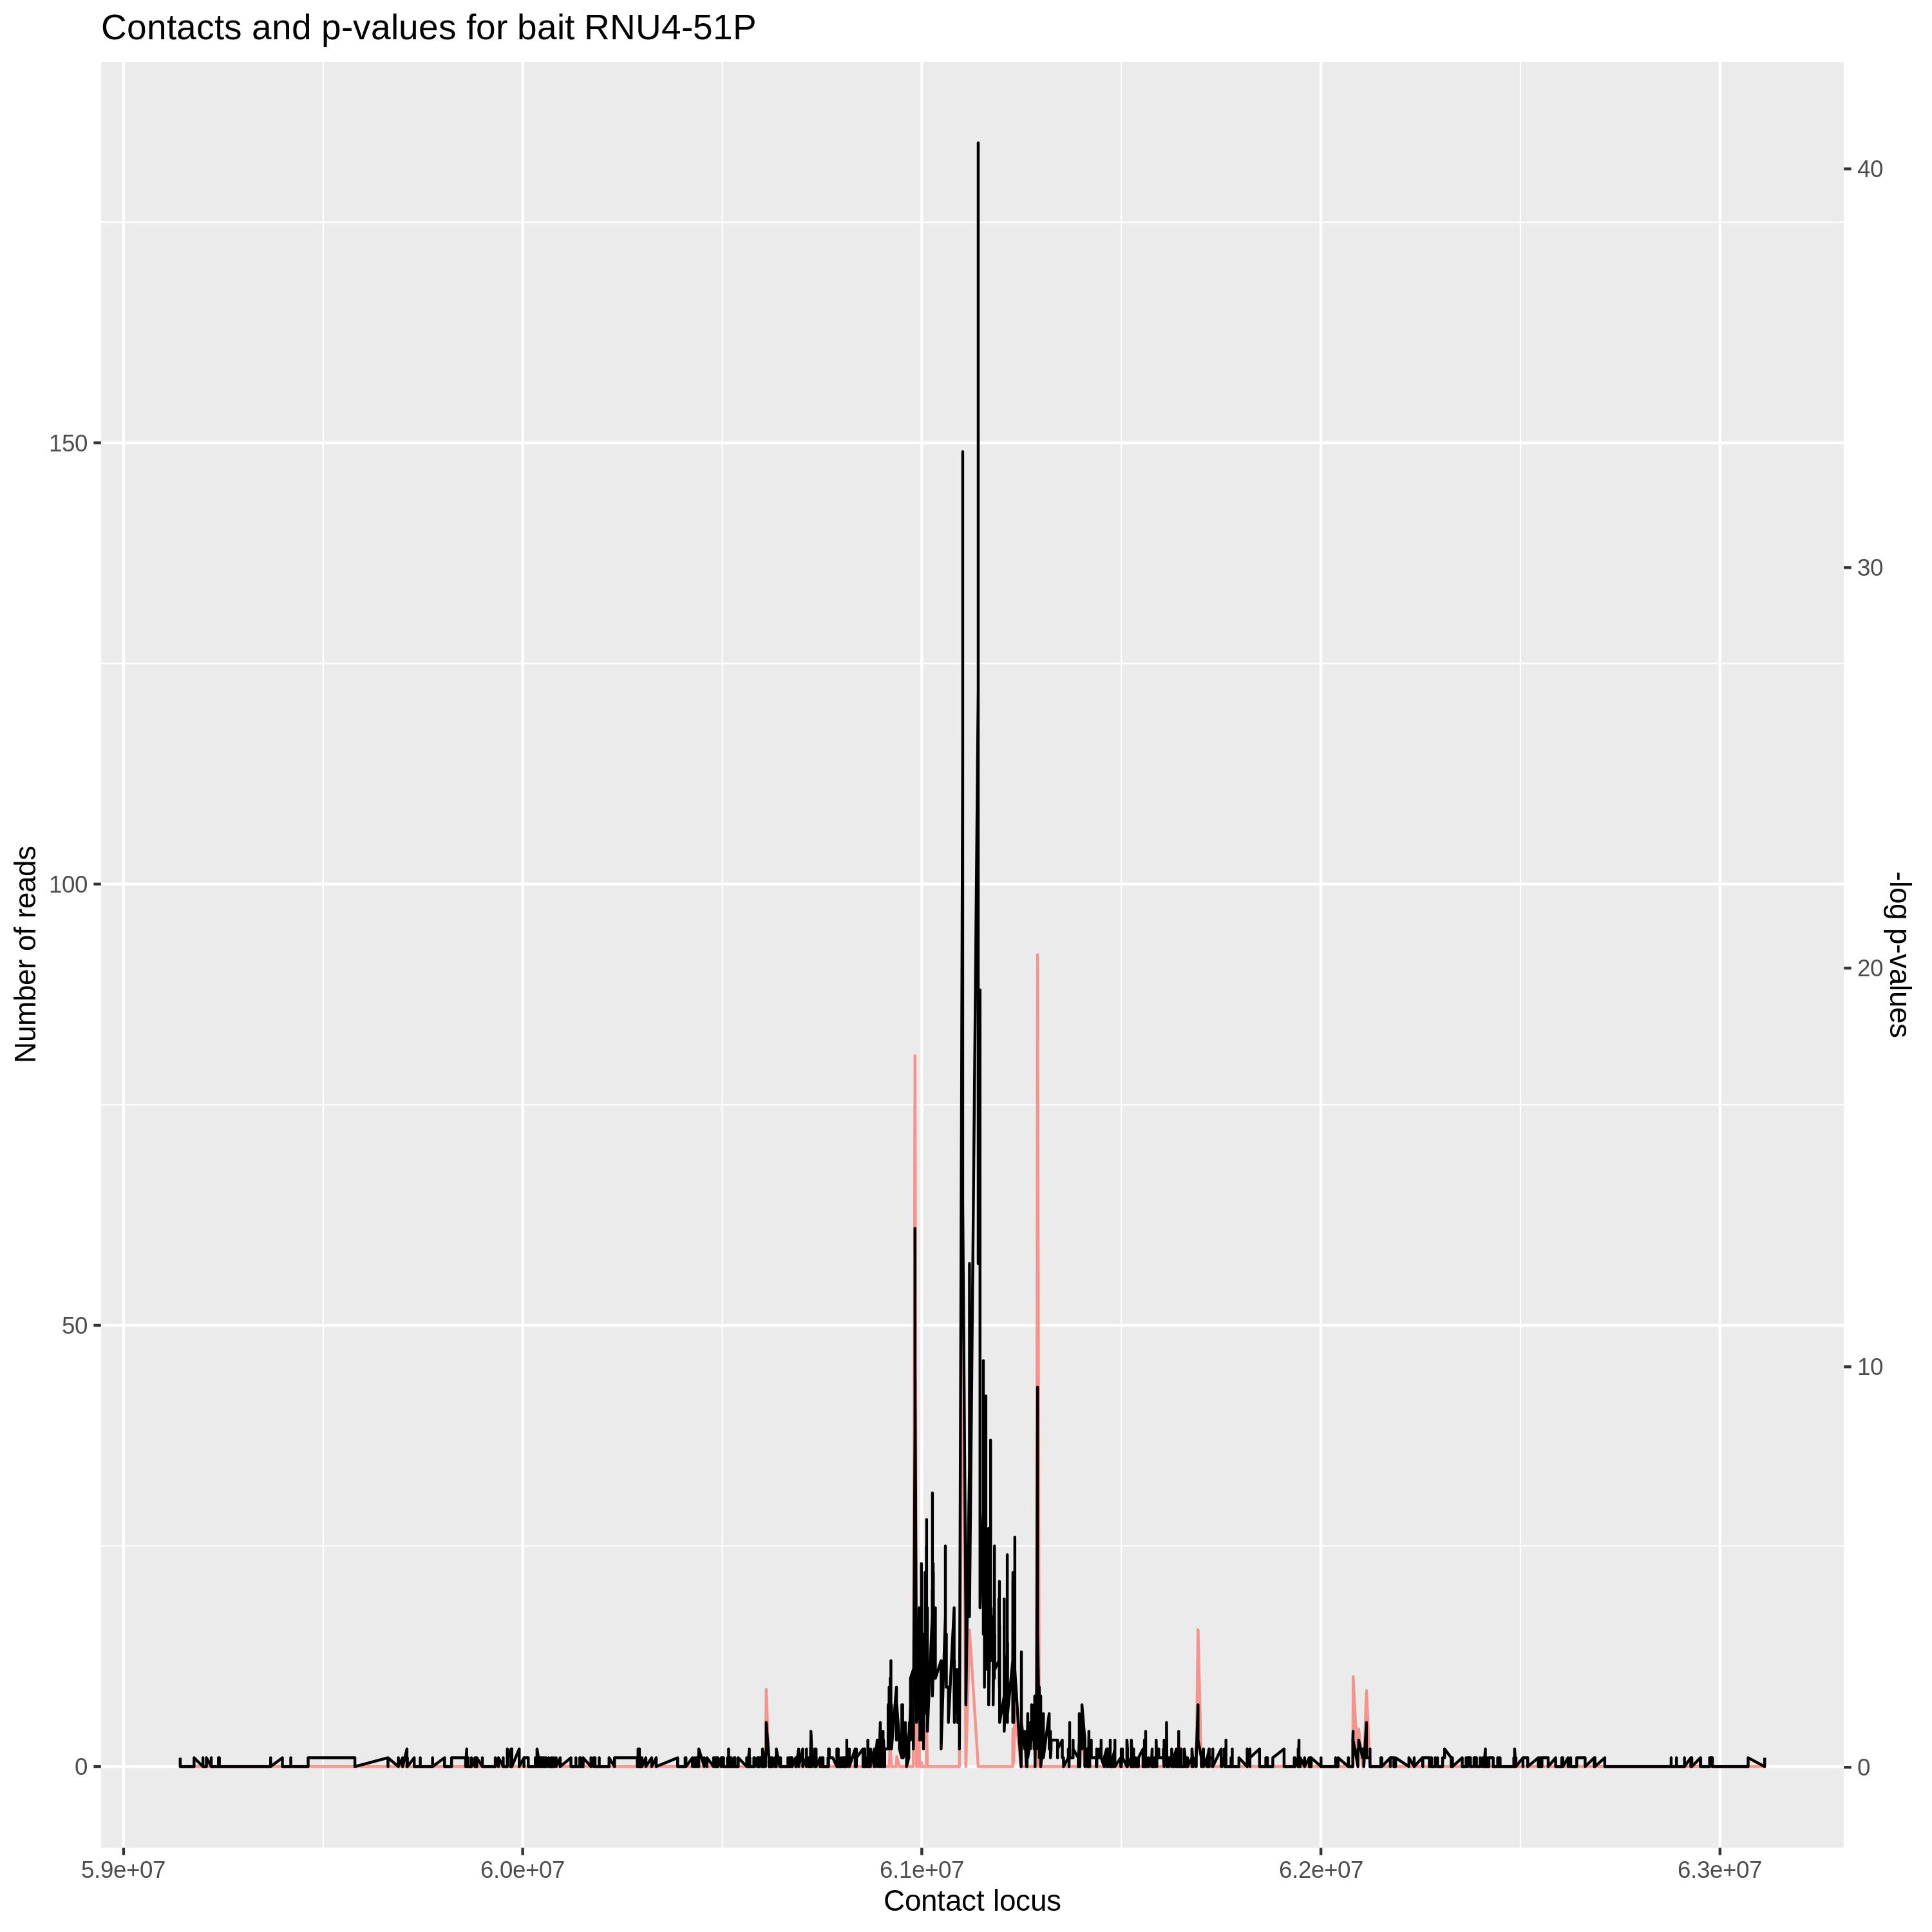 Contacts and p-values for bait RNU4-51P
40
150
30
Number of reads
100
-log p-values
20
50
10
0
0
5.9e+07
6.0e+07
6.1e+07
6.2e+07
6.3e+07
Contact locus